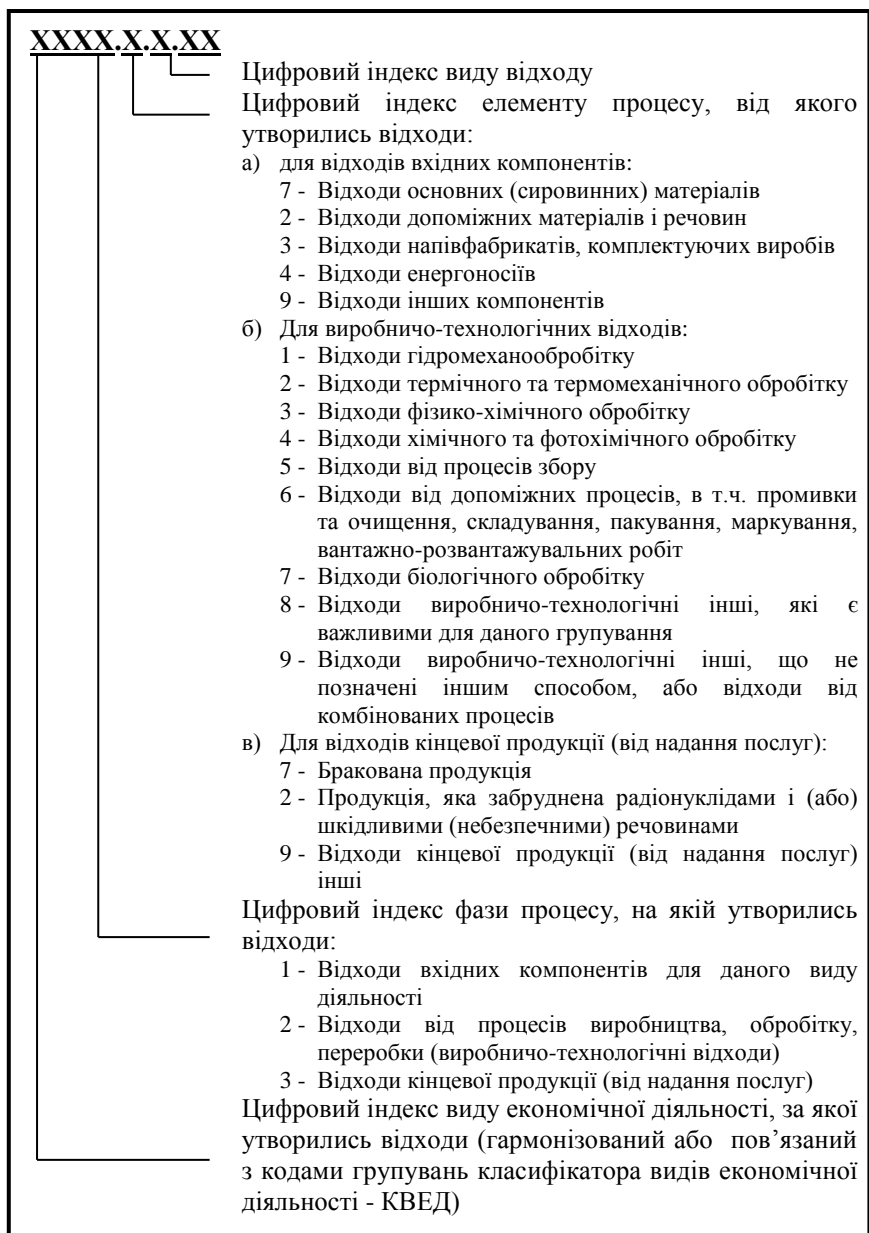 XXXX.X.X.XX
Цифровий індекс виду відходу
Цифровий індекс елементу процесу, від якого
утворились відходи:
а) для відходів вхідних компонентів:
7 - Відходи основних (сировинних) матеріалів
2 - Відходи допоміжних матеріалів і речовин
3 - Відходи напівфабрикатів, комплектуючих виробів
4 - Відходи енергоносіїв
9 - Відходи інших компонентів
б) Для виробничо-технологічних відходів:
1 - Відходи гідромеханообробітку
2 - Відходи термічного та термомеханічного обробітку
3 - Відходи фізико-хімічного обробітку
4 - Відходи хімічного та фотохімічного обробітку
5 - Відходи від процесів збору
6 - Відходи від допоміжних процесів, в т.ч. промивки
та очищення, складування, пакування, маркування,
вантажно-розвантажувальних робіт
7 - Відходи біологічного обробітку
8 - Відходи виробничо-технологічні інші, які є
важливими для даного групування
9 - Відходи виробничо-технологічні інші, що не
позначені іншим способом, або відходи від
комбінованих процесів
в) Для відходів кінцевої продукції (від надання послуг):
7 - Бракована продукція
2 - Продукція, яка забруднена радіонуклідами і (або)
шкідливими (небезпечними) речовинами
9 - Відходи кінцевої продукції (від надання послуг)
інші
Цифровий індекс фази процесу, на якій утворились
відходи:
1 - Відходи вхідних компонентів для даного виду
діяльності
2 - Відходи від процесів виробництва, обробітку,
переробки (виробничо-технологічні відходи)
3 - Відходи кінцевої продукції (від надання послуг)
Цифровий індекс виду економічної діяльності, за якої
утворились відходи (гармонізований або пов’язаний
з кодами групувань класифікатора видів економічної
діяльності - КВЕД)